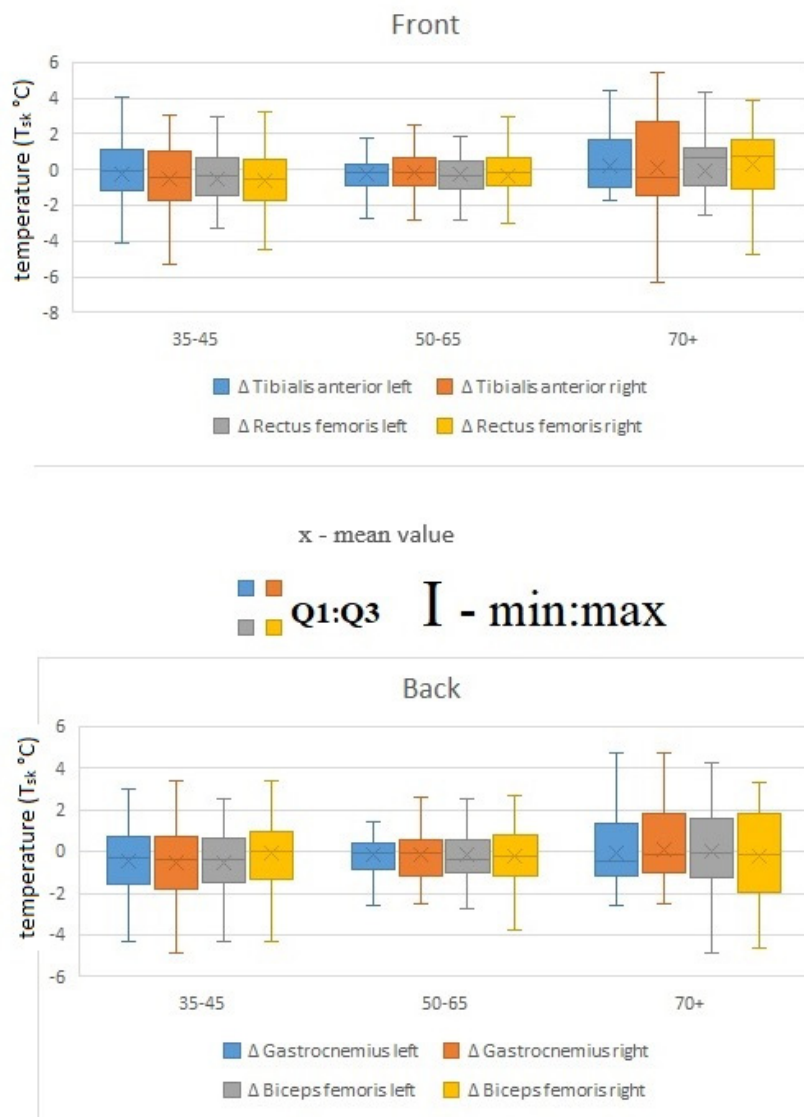 Front
temperature (Tsk °C)
6
4
2
0
-2
-4
-6
-8
35-45 50-65 70+
Δ Tibialis anterior left Δ Tibialis anterior right
Δ Rectus femoris left Δ Rectus femoris right
x - mean value
Q1:Q3 I - min:max
Back
temperature (Tsk °C)
6
4
2
0
-2
-4
-6
35-45 50-65 70+
Δ Gastrocnemius left Δ Gastrocnemius right
Δ Biceps femoris left Δ Biceps femoris right